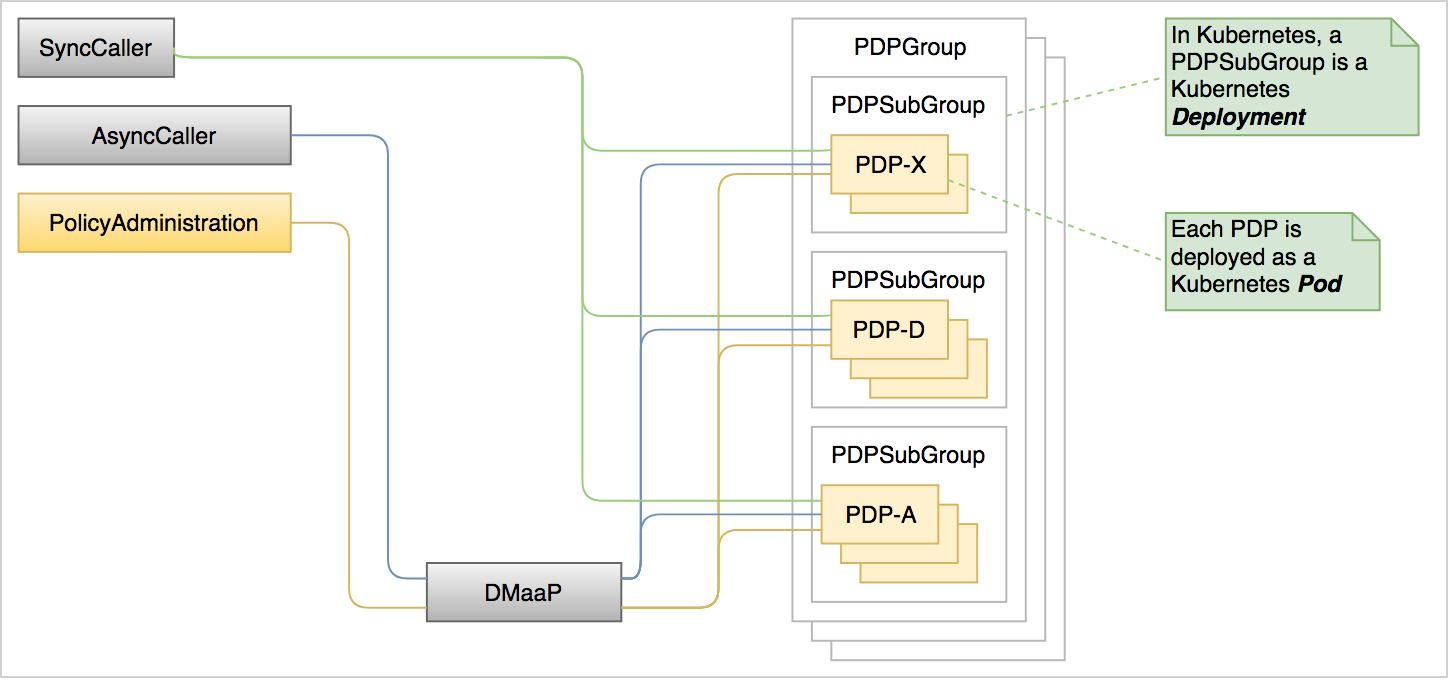 SyncCaller
AsyncCaller
PolicyAdministration
DMaaP
PDPGroup
PDPSubGroup
PDP-X
PDPSubGroup
PDP-D
PDPSubGroup
PDP-A
In Kubernetes, a
PDPSubGroup is a
Kubernetes
Deployment
Each PDP is
deployed as a
Kubernetes Pod